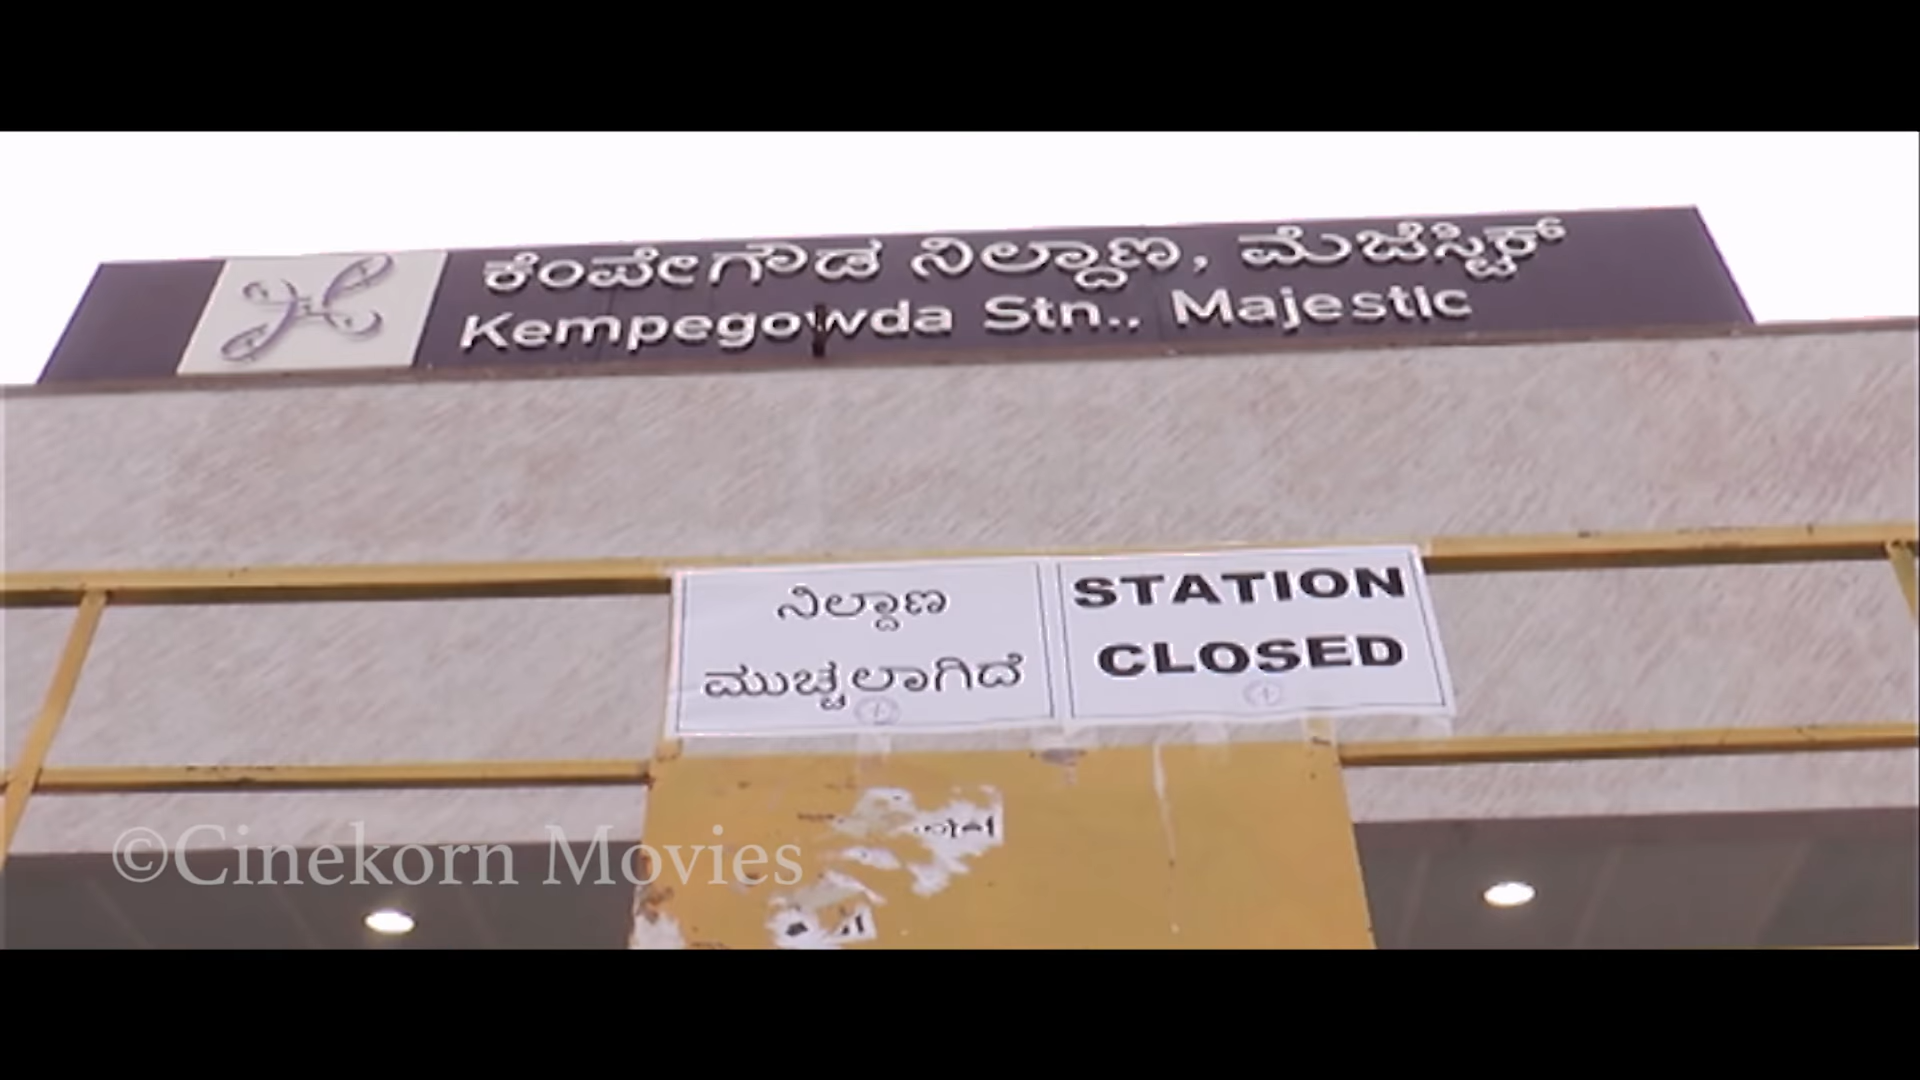 ಕೆಂಪೇಗೌಡ ನಿಲ್ದಾಣ, ಮೆಜೆಸ್ಟಿಕ್
Kempegowda Stn., Majestic
ನಿಲ್ದಾಣ
ಮುಚ್ಚಲಾಗಿದೆ
STATION
CLOSED
©Cinekorn Movies